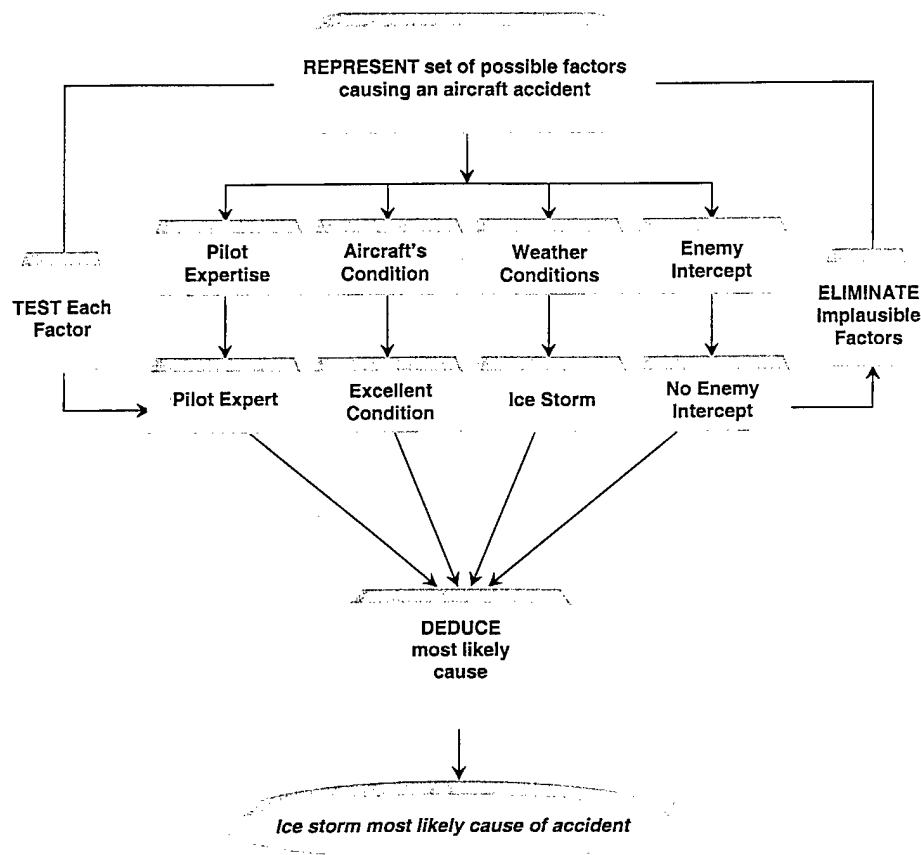 REPRESENT set of possible factors
causing an aircraft accident
Pilot
Expertise
Aircraft's
Condition
Weather
Conditions
Enemy
Intercept
TEST Each
Factor
ELIMINATE
Implausible
Factors
Pilot Expert
Excellent
Condition
Ice Storm
No Enemy
Intercept
DEDUCE
most likely
cause
Ice storm most likely cause of accident